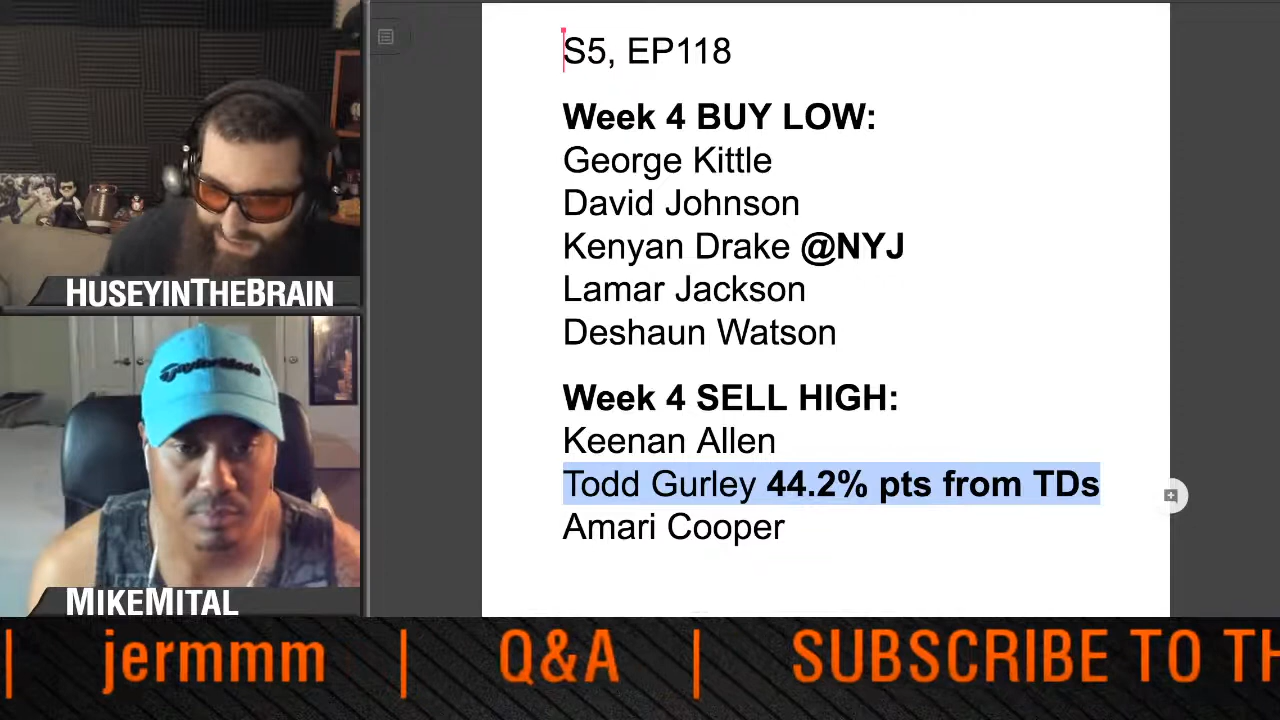 S5, EP118
Week 4 BUY LOW:
George Kittle
David Johnson
Kenyan Drake @NYJ
Lamar Jackson
Deshaun Watson
Week 4 SELL HIGH:
Keenan Allen
Todd Gurley 44.2% pts from TDs
Amari Cooper
HUSEYINTHEBRAIN
TaylorMade
MIKEMITAL
| jermmm | Q&A | SUBSCRIBE TO TH